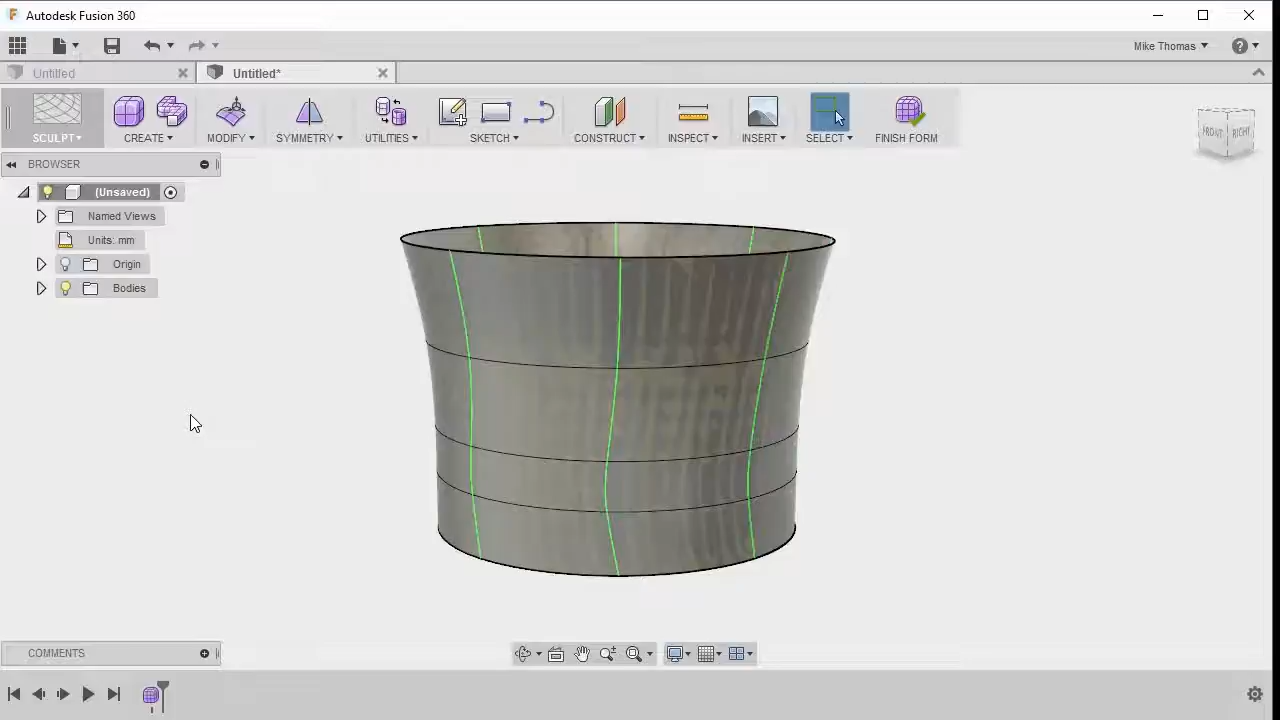 Autodesk Fusion 360
Mike Thomas
Untitled
Untitled*
SCULPT
CREATE
MODIFY
SYMMETRY
UTILITIES
SKETCH
CONSTRUCT
INSPECT
INSERT
SELECT
FINISH FORM
FRONT
RIGHT
BROWSER
(Unsaved)
Named Views
Units: mm
Origin
Bodies
COMMENTS